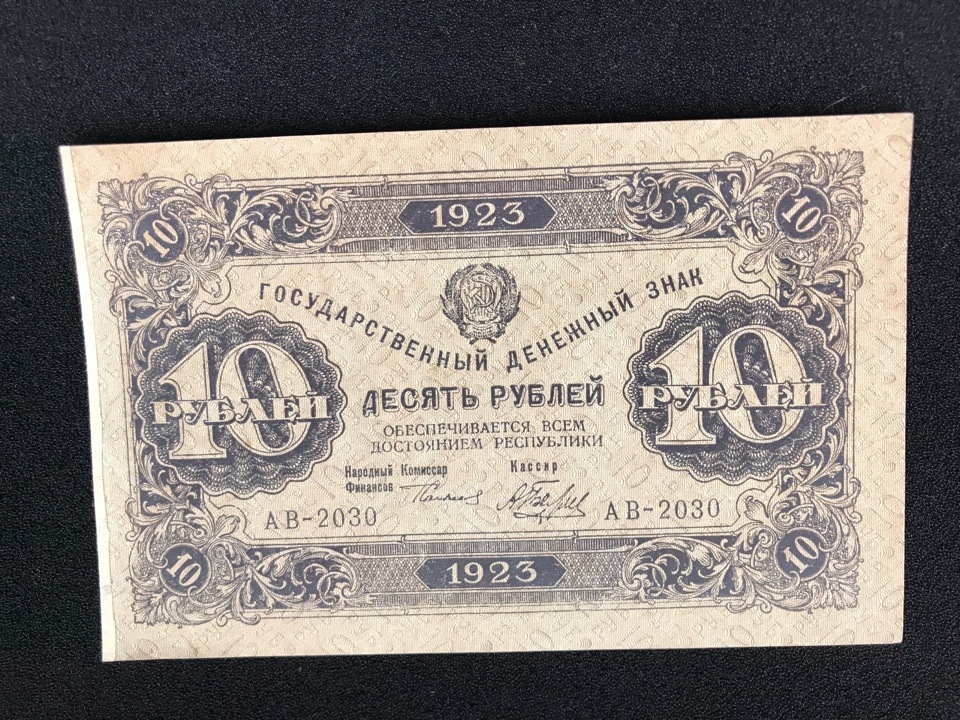 1923
10
10
ГОСУДАРСТВЕННЫЙ ДЕНЕЖНЫЙ ЗНАК
10
РУБЛЕЙ
10
РУБЛЕЙ
ДЕСЯТЬ РУБЛЕЙ
ОБЕСПЕЧИВАЕТСЯ ВСЕМ
ДОСТОЯНИЕМ РЕСПУБЛИКИ
Народный Комиссар
Финансов
Кассир
АВ-2030
АВ-2030
10
1923
10